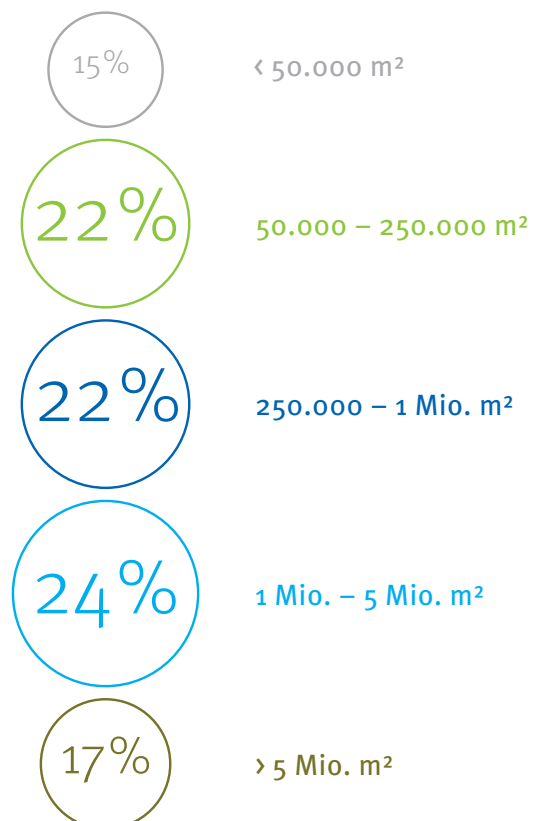 15% < 50.000 m²
22% 50.000 – 250.000 m²
22% 250.000 – 1 Mio. m²
24% 1 Mio. – 5 Mio. m²
17% > 5 Mio. m²